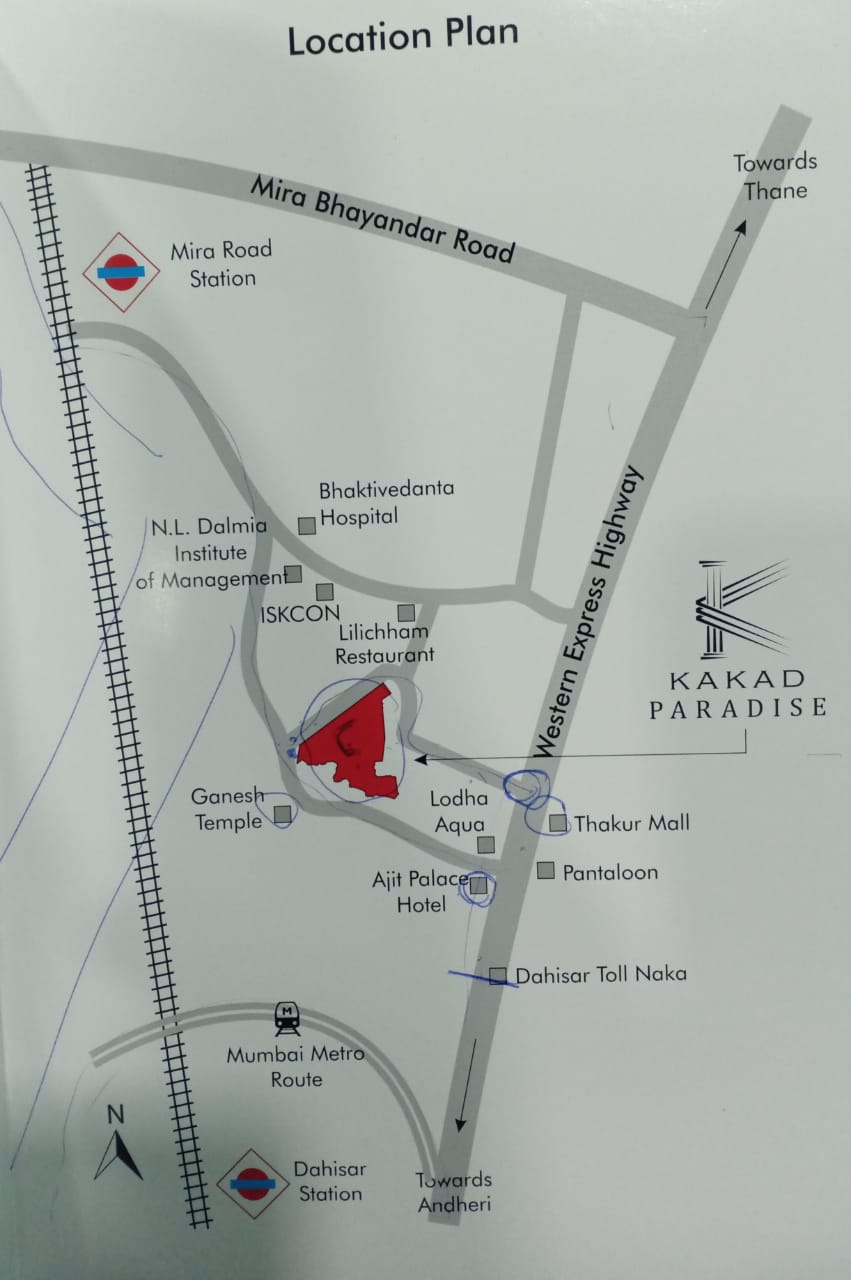 Location Plan
Towards
Thane
Mira Bhayandar Road
Mira Road
Station
Western Express Highway
Bhaktivedanta
Hospital
N.L. Dalmia
Institute
of Management
ISKCON
Lilichham
Restaurant
KAKAD
PARADISE
Ganesh
Temple
Lodha
Aqua
Thakur Mall
Ajit Palace
Hotel
Pantaloon
Dahisar Toll Naka
M
Mumbai Metro
Route
N
Dahisar
Station
Towards
Andheri